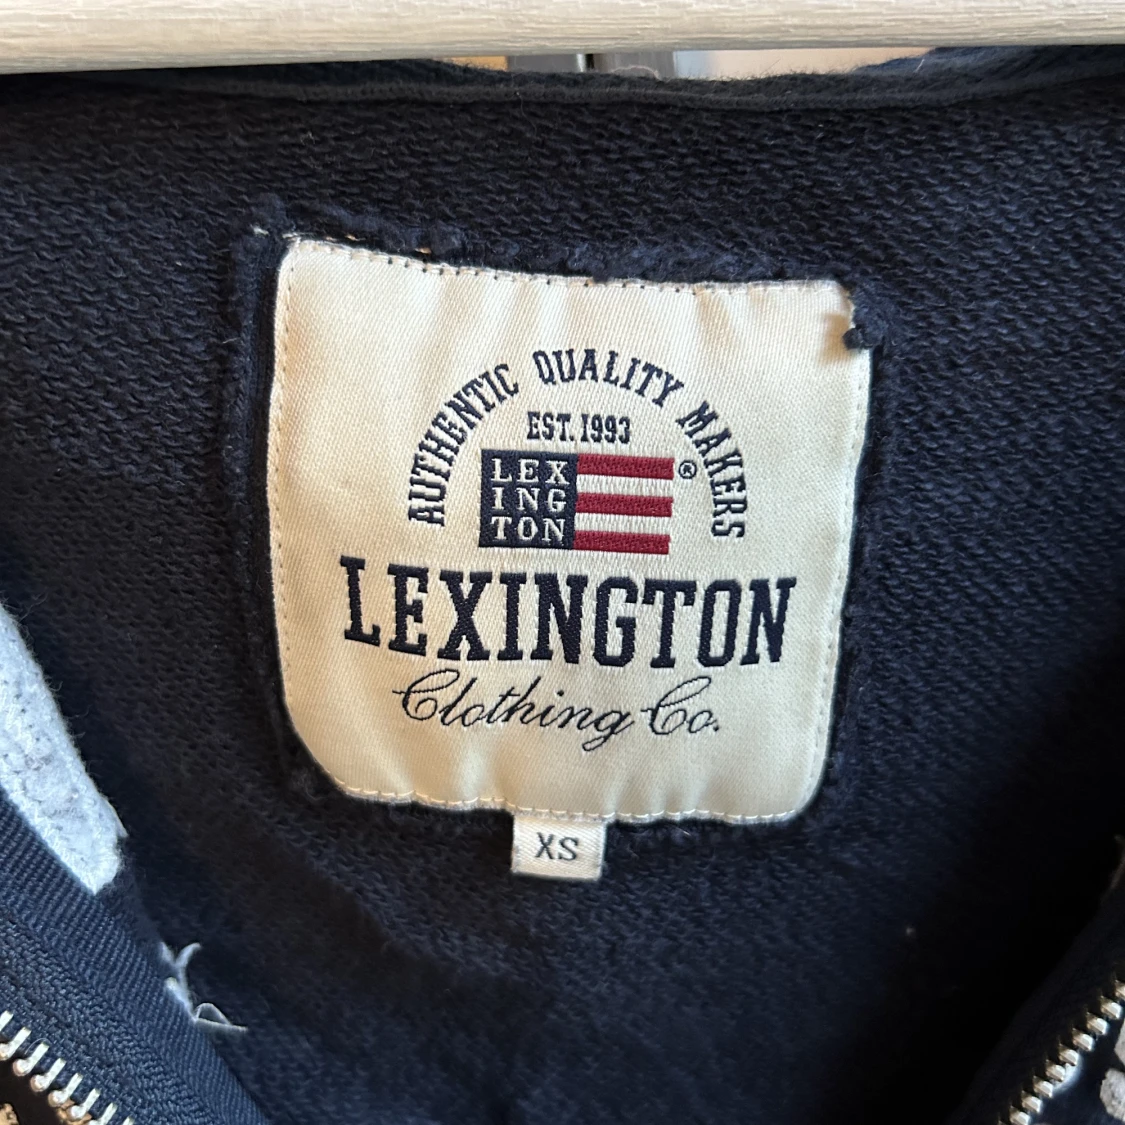 AUTHENTIC QUALITY MAKERS
EST. 1993
LEX
ING
TON
®
LEXINGTON
Clothing Co.
XS